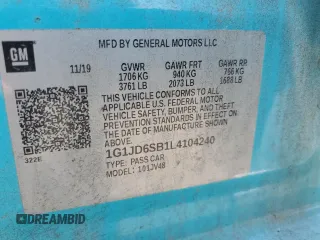 GM
MFD BY GENERAL MOTORS LLC
11/19 GVWR GAWR FRT GAWR RR
1706 KG 940 KG 766 KG
3761 LB 2073 LB 1688 LB
THIS VEHICLE CONFORMS TO ALL
APPLICABLE U.S. FEDERAL MOTOR VEHICLE
SAFETY, BUMPER, AND THEFT PREVENTION
STANDARDS IN EFFECT ON THE DATE OF
MANUFACTURE SHOWN ABOVE.
1G1JD6SB1L4104240
TYPE: PASS CAR
322E MODEL: 1G1JV48
DREAMBID